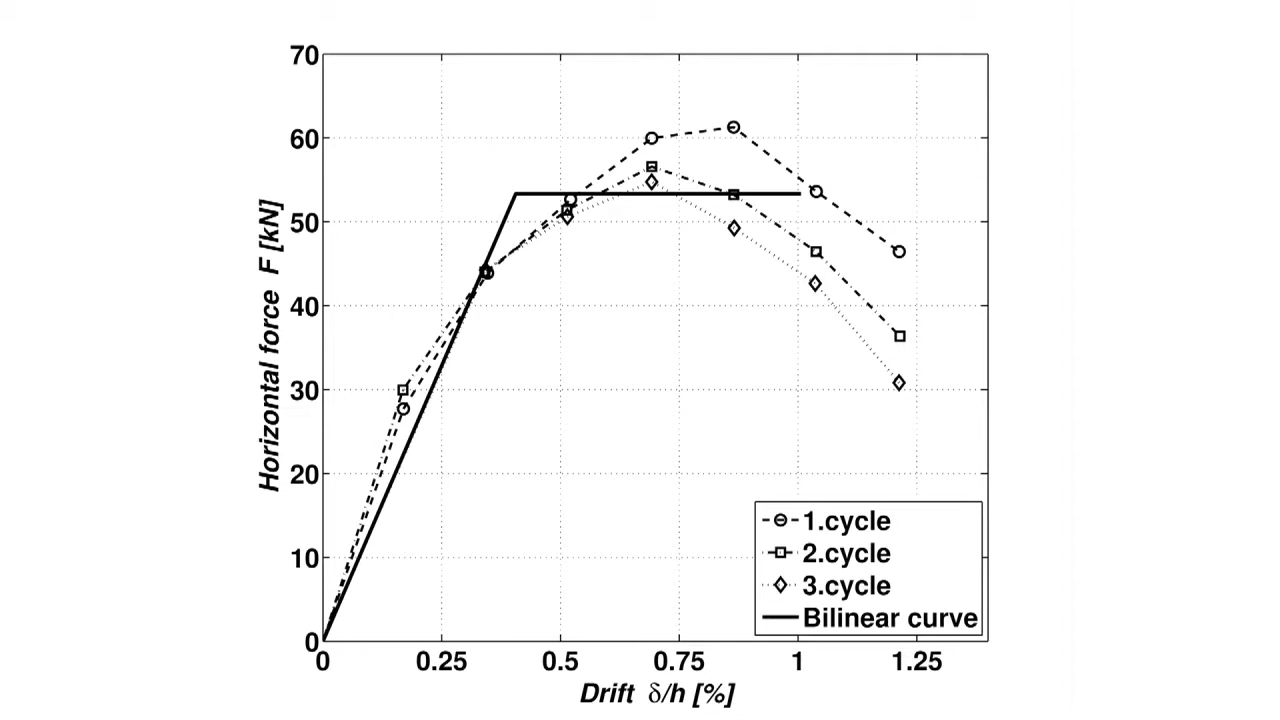 70
60
50
40
30
20
10
0
Horizontal force F [kN]
1.cycle
2.cycle
3.cycle
Bilinear curve
0 0.25 0.5 0.75 1 1.25
Drift δ/h [%]